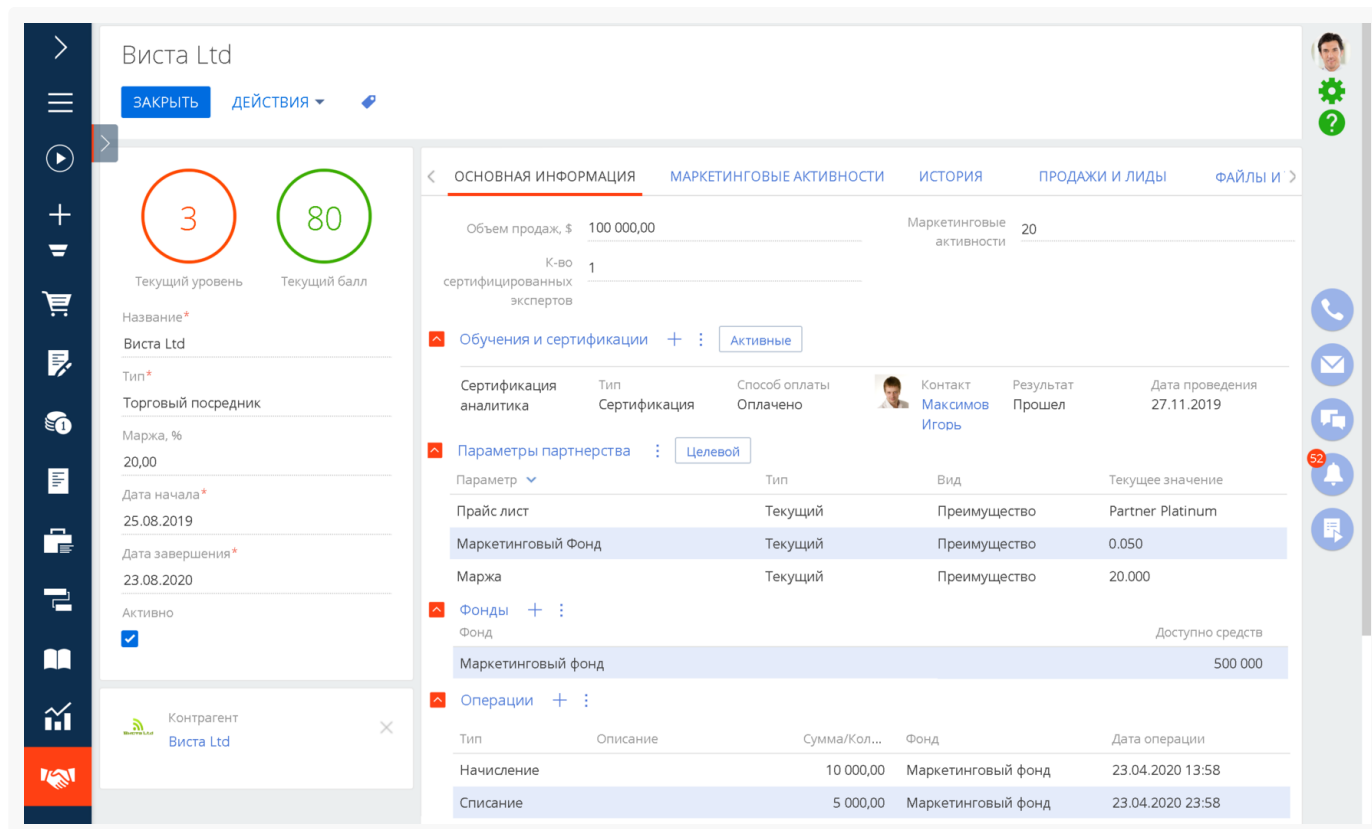 Виста Ltd
ЗАКРЫТЬ ДЕЙСТВИЯ
3 80
Текущий уровень Текущий балл
Название*
Виста Ltd
Тип*
Торговый посредник
Маржа, %
20,00
Дата начала*
25.08.2019
Дата завершения*
23.08.2020
Активно
Контрагент
Виста Ltd
ОСНОВНАЯ ИНФОРМАЦИЯ МАРКЕТИНГОВЫЕ АКТИВНОСТИ ИСТОРИЯ ПРОДАЖИ И ЛИДЫ ФАЙЛЫ И
Объем продаж, $ 100 000,00
Маркетинговые
активности 20
К-во
сертифицированных
экспертов 1
Обучения и сертификации Активные
Сертификация Тип Способ оплаты Контакт Результат Дата проведения
аналитика Сертификация Оплачено Максимов Прошел 27.11.2019
Игорь
Параметры партнерства Целевой
Параметр Тип Вид Текущее значение
Прайс лист Текущий Преимущество Partner Platinum
Маркетинговый Фонд Текущий Преимущество 0.050
Маржа Текущий Преимущество 20.000
Фонды
Фонд Доступно средств
Маркетинговый фонд 500 000
Операции
Тип Описание Сумма/Кол... Фонд Дата операции
Начисление 10 000,00 Маркетинговый фонд 23.04.2020 13:58
Списание 5 000,00 Маркетинговый фонд 23.04.2020 23:58
1
52